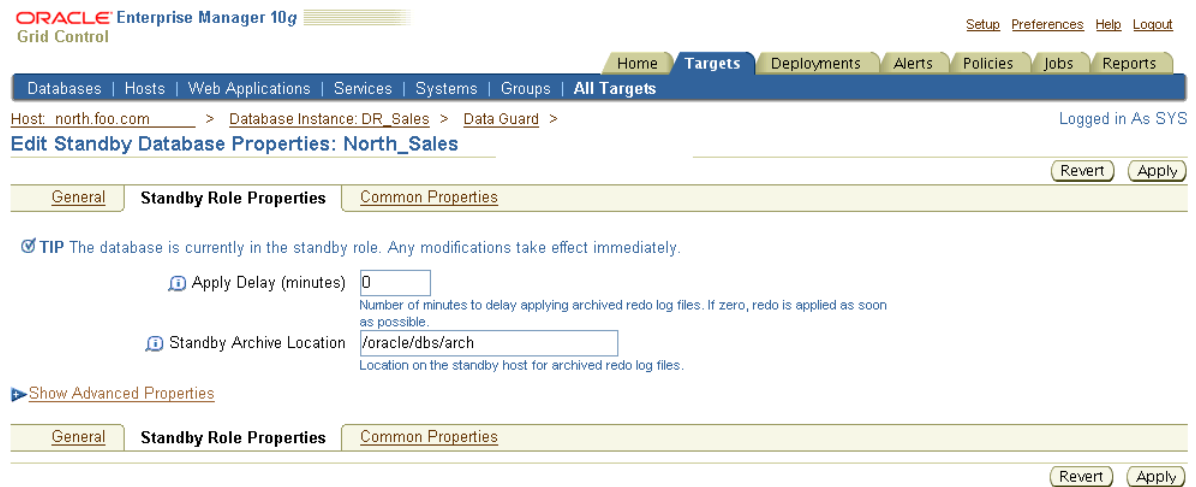 ORACLE Enterprise Manager 10g
Grid Control
Setup Preferences Help Logout
Home Targets Deployments Alerts Policies Jobs Reports
Databases | Hosts | Web Applications | Services | Systems | Groups | All Targets
Host: north.foo.com > Database Instance: DR_Sales > Data Guard >
Logged in As SYS
Edit Standby Database Properties: North_Sales
Revert Apply
General Standby Role Properties Common Properties
TIP The database is currently in the standby role. Any modifications take effect immediately.
Apply Delay (minutes) 0
Number of minutes to delay applying archived redo log files. If zero, redo is applied as soon
as possible.
Standby Archive Location /oracle/dbs/arch
Location on the standby host for archived redo log files.
Show Advanced Properties
General Standby Role Properties Common Properties
Revert Apply